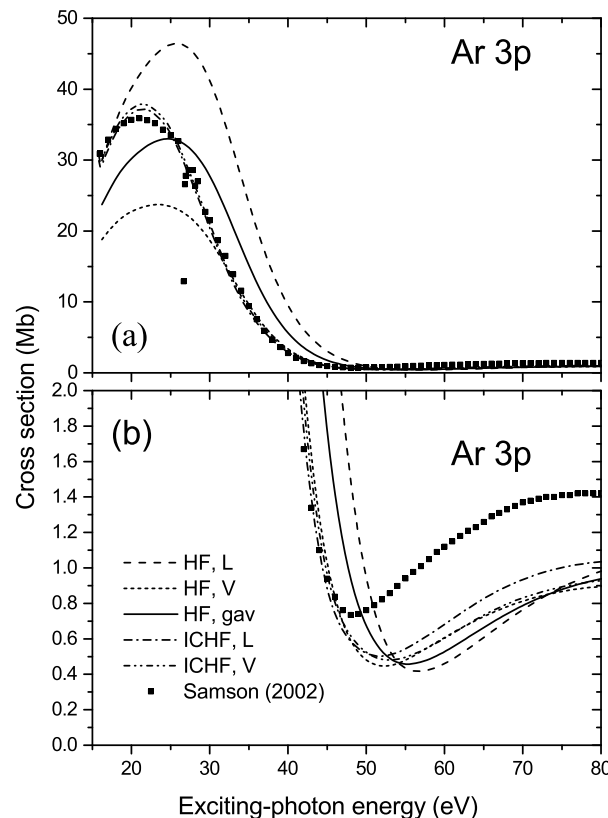 Ar 3p
50
40
30
20
10
0
(a)
Cross section (Mb)
2.0
1.8
1.6
1.4
1.2
1.0
0.8
0.6
0.4
0.2
0.0
(b)
Ar 3p
HF, L
HF, V
HF, gav
ICHF, L
ICHF, V
Samson (2002)
20 30 40 50 60 70 80
Exciting-photon energy (eV)